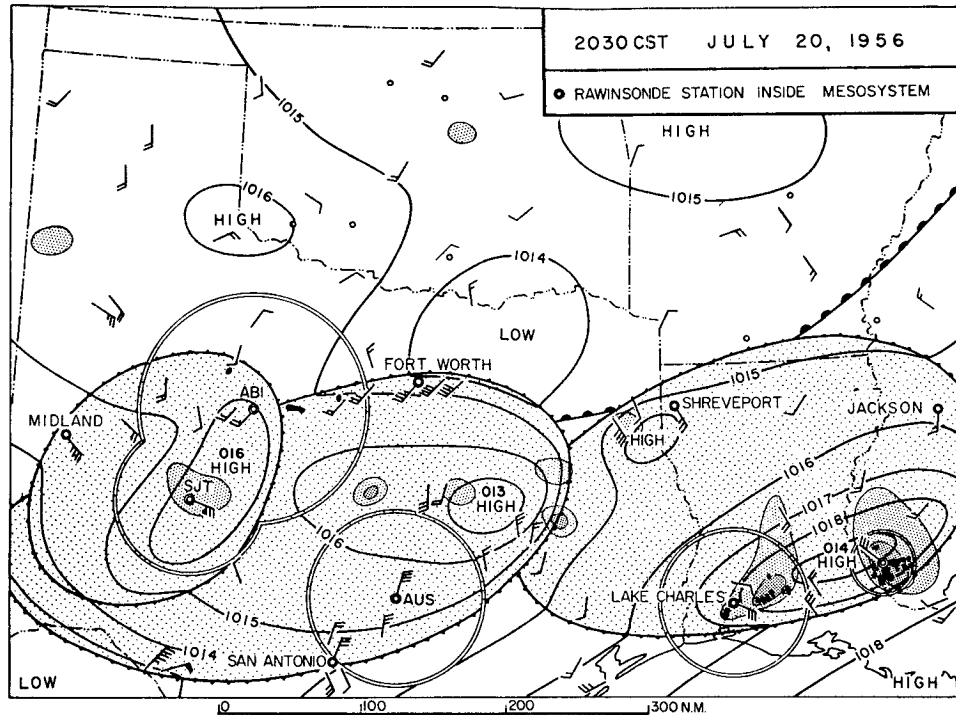 2030 CST JULY 20, 1956
RAWINSONDE STATION INSIDE MESOSYSTEM
1015
HIGH
1015
1016
HIGH
1014
LOW
FORT WORTH
ABI
MIDLAND
016
HIGH
SJT
1015
SHREVEPORT
JACKSON
HIGH
013
HIGH
1016
1016
1017
1018
014
HIGH
AUS
LAKE CHARLES
1015
1014
SAN ANTONIO
1018
LOW
HIGH
0 100 200 300 N.M.